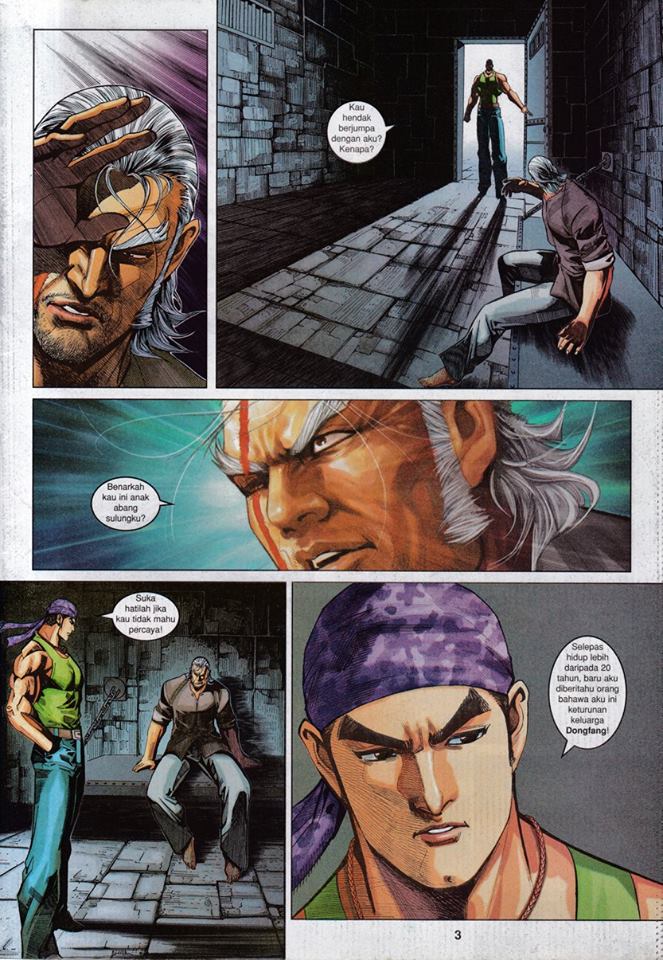 Kau
hendak
berjumpa
dengan aku?
Kenapa?
Benarkah
kau ini anak
abang
sulungku?
Suka
hatilah jika
kau tidak mahu
percaya!
Selepas
hidup lebih
daripada 20
tahun, baru aku
diberitahu orang
bahawa aku ini
keturunan
keluarga
Dongfang!
3